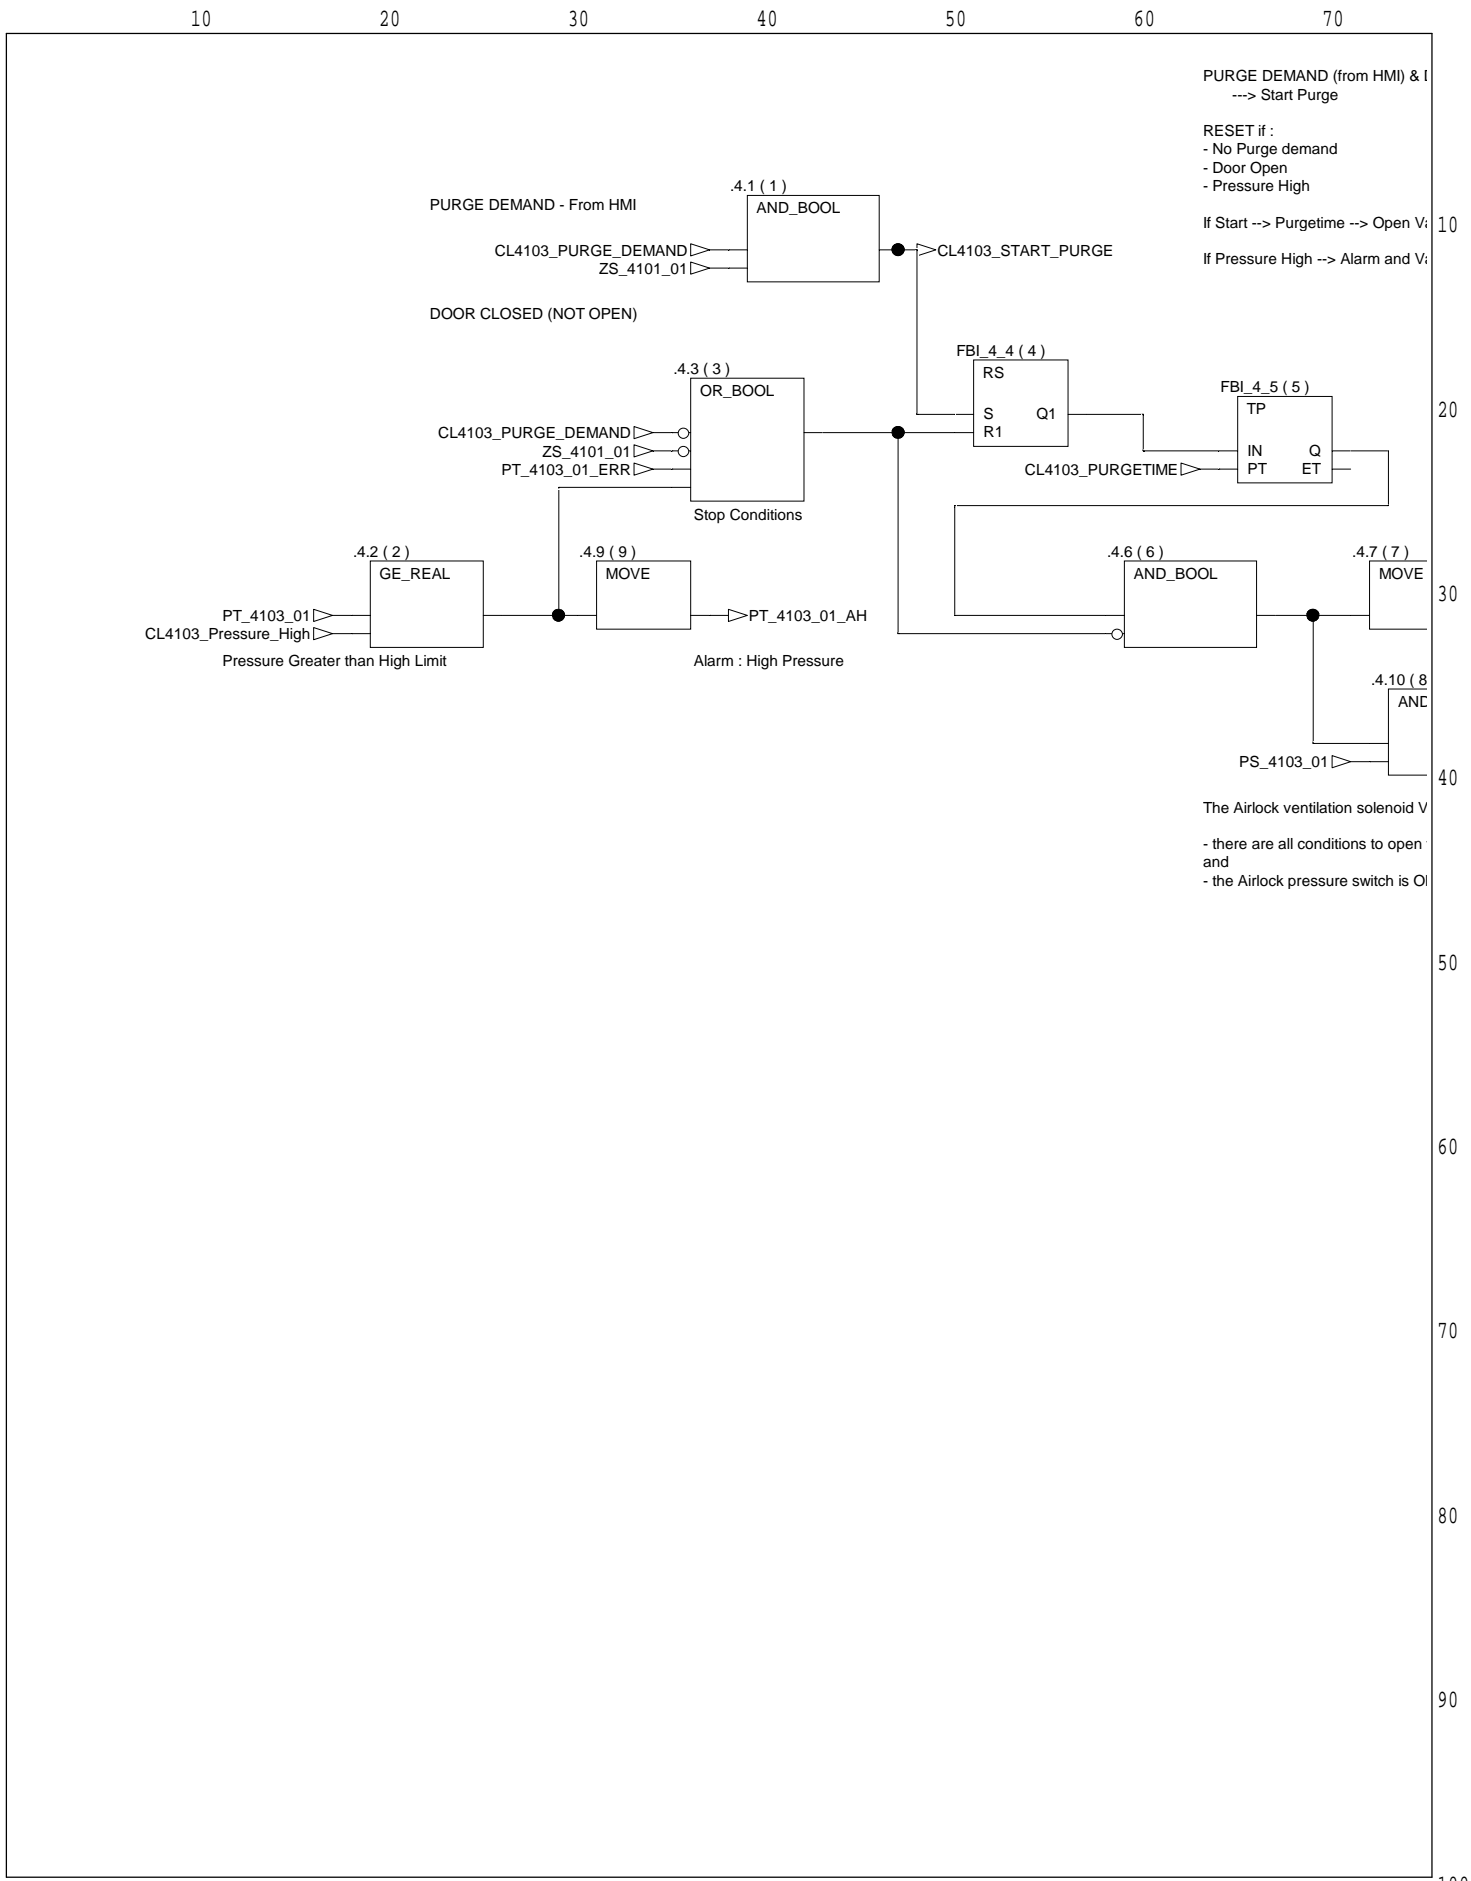 10 20 30 40 50 60 70
PURGE DEMAND (from HMI) &
---> Start Purge
RESET if :
- No Purge demand
- Door Open
- Pressure High
If Start --> Purgetime --> Open
10
If Pressure High --> Alarm and
.4.1 ( 1 )
AND_BOOL
PURGE DEMAND - From HMI
CL4103_PURGE_DEMAND
ZS_4101_01
CL4103_START_PURGE
DOOR CLOSED (NOT OPEN)
.4.3 ( 3 )
OR_BOOL
CL4103_PURGE_DEMAND
ZS_4101_01
PT_4103_01_ERR
Stop Conditions
FBI_4_4 ( 4 )
RS
S Q1
R1
FBI_4_5 ( 5 )
TP
IN Q
PT ET
CL4103_PURGETIME
20
.4.2 ( 2 )
GE_REAL
PT_4103_01
CL4103_Pressure_High
Pressure Greater than High Limit
.4.9 ( 9 )
MOVE
PT_4103_01_AH
Alarm : High Pressure
.4.6 ( 6 )
AND_BOOL
.4.7 ( 7 )
MOVE
30
.4.10 ( 8
AND
PS_4103_01
40
The Airlock ventilation solenoid
- there are all conditions to open
and
- the Airlock pressure switch is
50
60
70
80
90